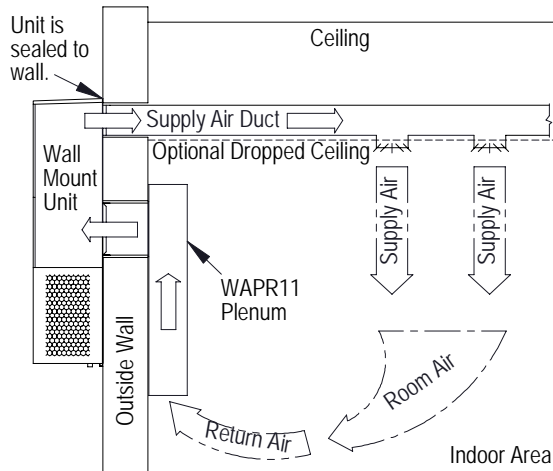 Unit is
sealed to
wall.
Ceiling
Supply Air Duct
Optional Dropped Ceiling
Wall
Mount
Unit
Supply Air
Supply Air
WAPR11
Plenum
Outside Wall
Room Air
Return Air
Indoor Area